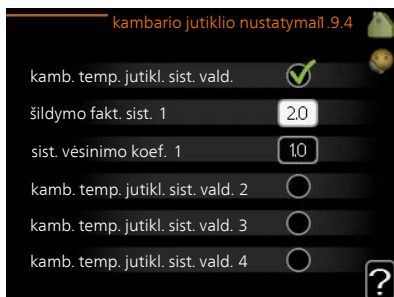 kambario jutiklio nustatymai1.9.4
kamb. temp. jutikl. sist. vald.
šildymo fakt. sist. 1 2.0
sist. vėsinimo koef. 1 1.0
kamb. temp. jutikl. sist. vald. 2
kamb. temp. jutikl. sist. vald. 3
kamb. temp. jutikl. sist. vald. 4
?